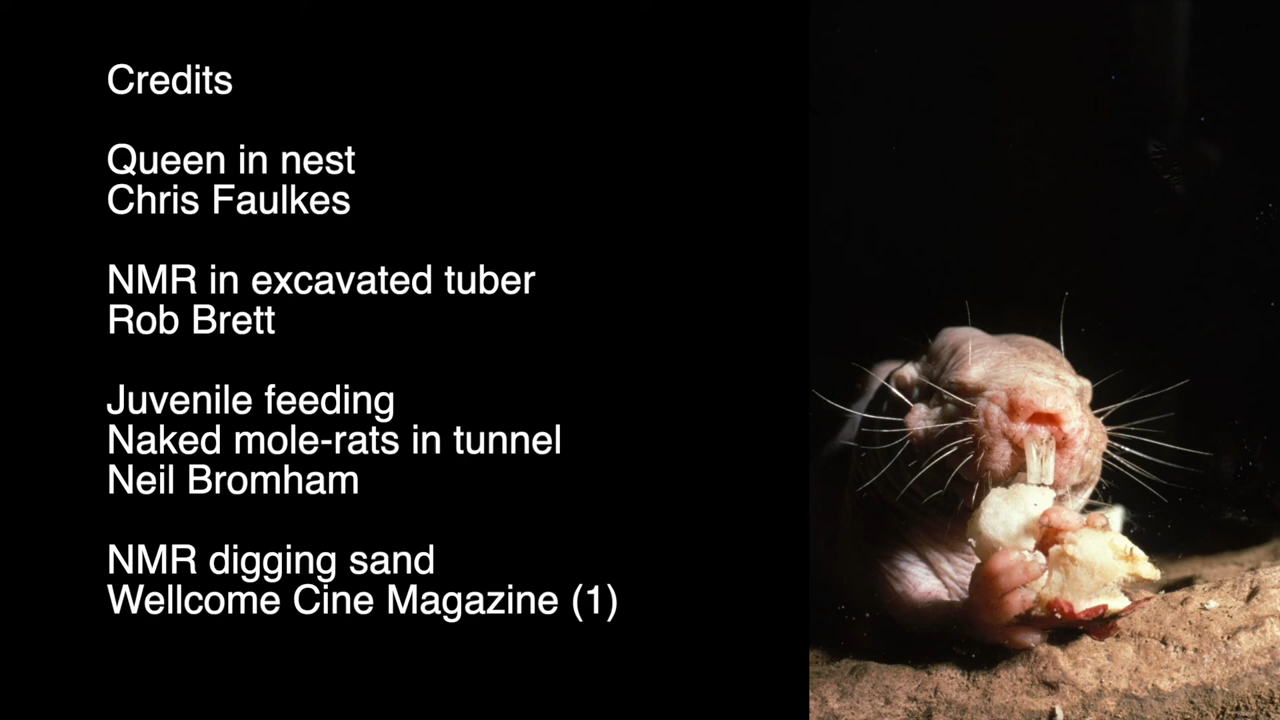 Credits
Queen in nest
Chris Faulkes
NMR in excavated tuber
Rob Brett
Juvenile feeding
Naked mole-rats in tunnel
Neil Bromham
NMR digging sand
Wellcome Cine Magazine (1)